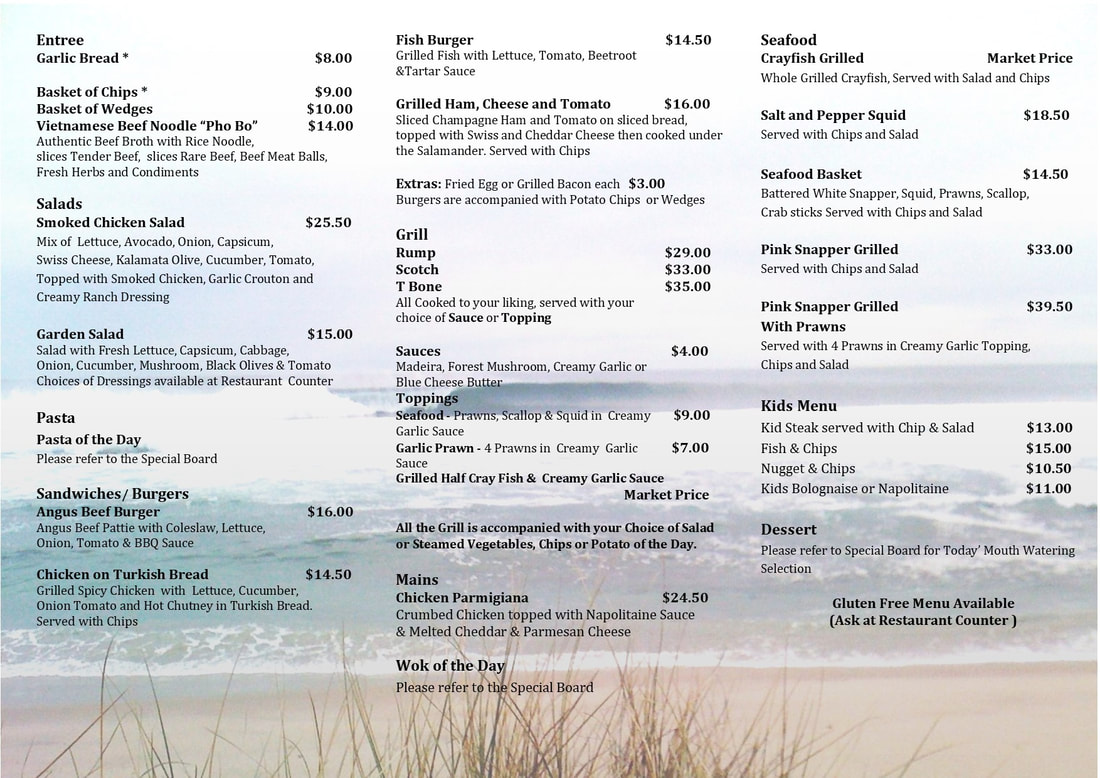 Entree
Garlic Bread * $8.00
Basket of Chips * $9.00
Basket of Wedges $10.00
Vietnamese Beef Noodle “Pho Bo” $14.00
Authentic Beef Broth with Rice Noodle,
slices Tender Beef, slices Rare Beef, Beef Meat Balls,
Fresh Herbs and Condiments
Salads
Smoked Chicken Salad $25.50
Mix of Lettuce, Avocado, Onion, Capsicum,
Swiss Cheese, Kalamata Olive, Cucumber, Tomato,
Topped with Smoked Chicken, Garlic Crouton and
Creamy Ranch Dressing
Garden Salad $15.00
Salad with Fresh Lettuce, Capsicum, Cabbage,
Onion, Cucumber, Mushroom, Black Olives & Tomato
Choices of Dressings available at Restaurant Counter
Pasta
Pasta of the Day
Please refer to the Special Board
Sandwiches/ Burgers
Angus Beef Burger $16.00
Angus Beef Pattie with Coleslaw, Lettuce,
Onion, Tomato & BBQ Sauce
Chicken on Turkish Bread $14.50
Grilled Spicy Chicken with Lettuce, Cucumber,
Onion Tomato and Hot Chutney in Turkish Bread.
Served with Chips
Fish Burger $14.50
Grilled Fish with Lettuce, Tomato, Beetroot
&Tartar Sauce
Grilled Ham, Cheese and Tomato $16.00
Sliced Champagne Ham and Tomato on sliced bread,
topped with Swiss and Cheddar Cheese then cooked under
the Salamander. Served with Chips
Extras: Fried Egg or Grilled Bacon each $3.00
Burgers are accompanied with Potato Chips or Wedges
Grill
Rump $29.00
Scotch $33.00
T Bone $35.00
All Cooked to your liking, served with your
choice of Sauce or Topping
Sauces $4.00
Madeira, Forest Mushroom, Creamy Garlic or
Blue Cheese Butter
Toppings
Seafood - Prawns, Scallop & Squid in Creamy $9.00
Garlic Sauce
Garlic Prawn - 4 Prawns in Creamy Garlic $7.00
Sauce
Grilled Half Cray Fish & Creamy Garlic Sauce
Market Price
All the Grill is accompanied with your Choice of Salad
or Steamed Vegetables, Chips or Potato of the Day.
Mains
Chicken Parmigiana $24.50
Crumbed Chicken topped with Napolitaine Sauce
& Melted Cheddar & Parmesan Cheese
Wok of the Day
Please refer to the Special Board
Seafood
Crayfish Grilled Market Price
Whole Grilled Crayfish, Served with Salad and Chips
Salt and Pepper Squid $18.50
Served with Chips and Salad
Seafood Basket $14.50
Battered White Snapper, Squid, Prawns, Scallop,
Crab sticks Served with Chips and Salad
Pink Snapper Grilled $33.00
Served with Chips and Salad
Pink Snapper Grilled $39.50
With Prawns
Served with 4 Prawns in Creamy Garlic Topping,
Chips and Salad
Kids Menu
Kid Steak served with Chip & Salad $13.00
Fish & Chips $15.00
Nugget & Chips $10.50
Kids Bolognaise or Napolitaine $11.00
Dessert
Please refer to Special Board for Today’ Mouth Watering
Selection
Gluten Free Menu Available
(Ask at Restaurant Counter )